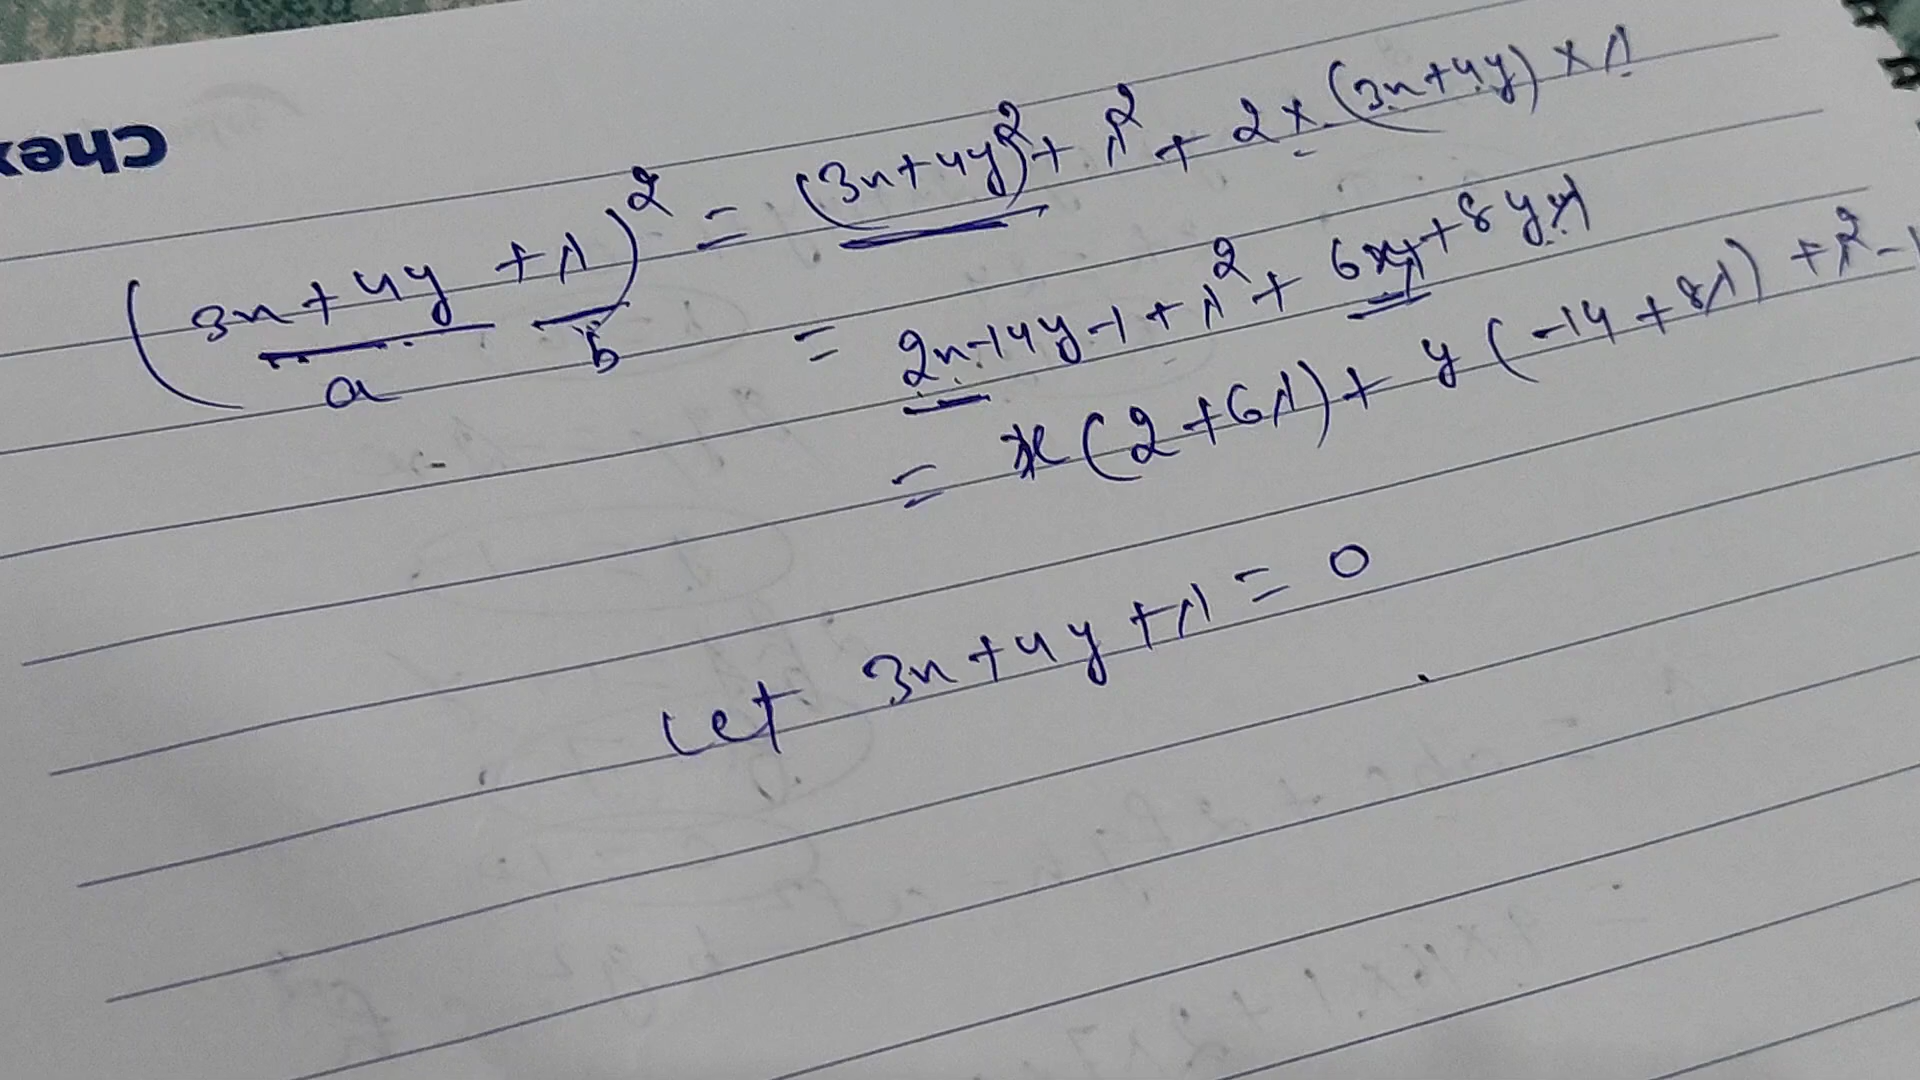 chex
(3x+4y+λ)² = (3x+4y)²+λ²+2×(3x+4y)×λ
a b
= 2x-14y-1+λ²+6xλ+8yλ
= x(2+6λ)+y(-14+8λ)+λ²-1
Let 3x+4y+λ=0